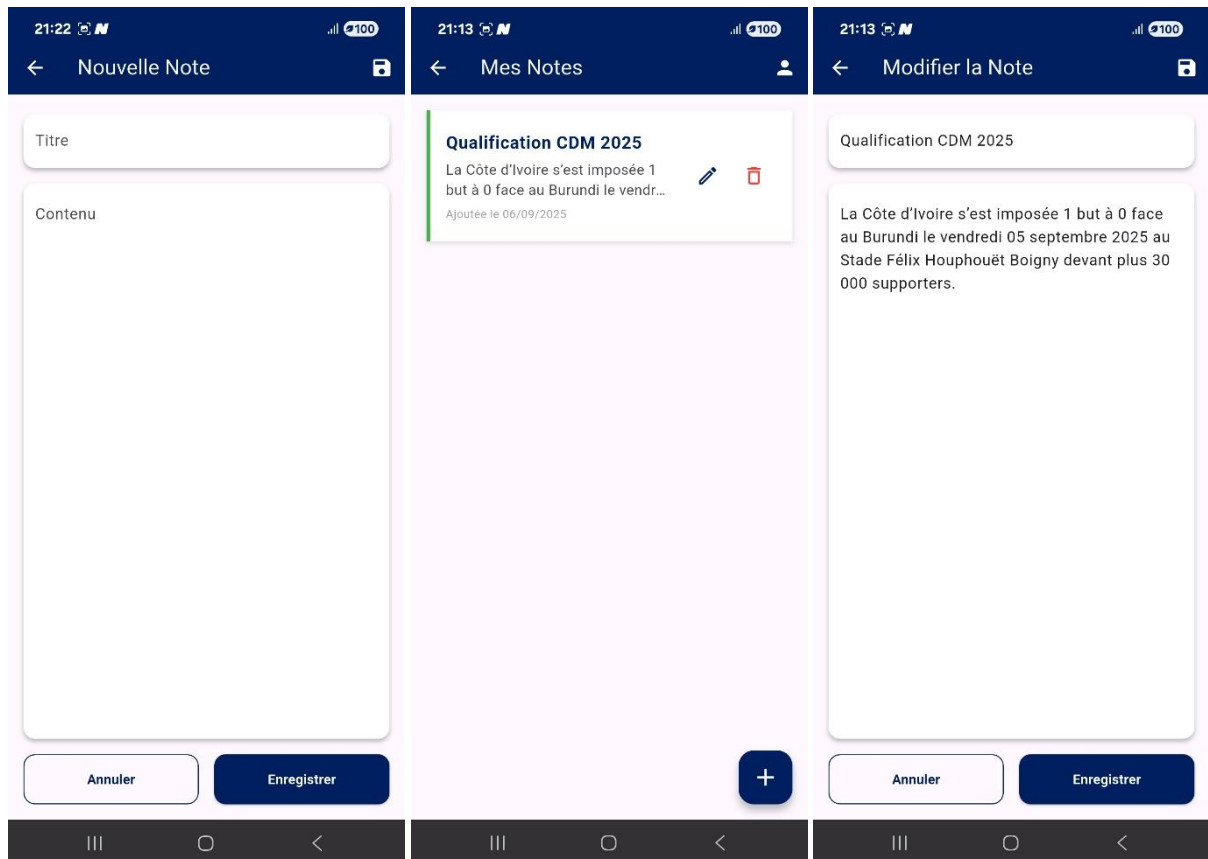 21:22
100
Nouvelle Note
Titre
Contenu
Annuler
Enregistrer
21:13
100
Mes Notes
Qualification CDM 2025
La Côte d’Ivoire s’est imposée 1
but à 0 face au Burundi le vendr...
Ajoutée le 06/09/2025
21:13
100
Modifier la Note
Qualification CDM 2025
La Côte d’Ivoire s’est imposée 1 but à 0 face
au Burundi le vendredi 05 septembre 2025 au
Stade Félix Houphouët Boigny devant plus 30
000 supporters.
Annuler
Enregistrer